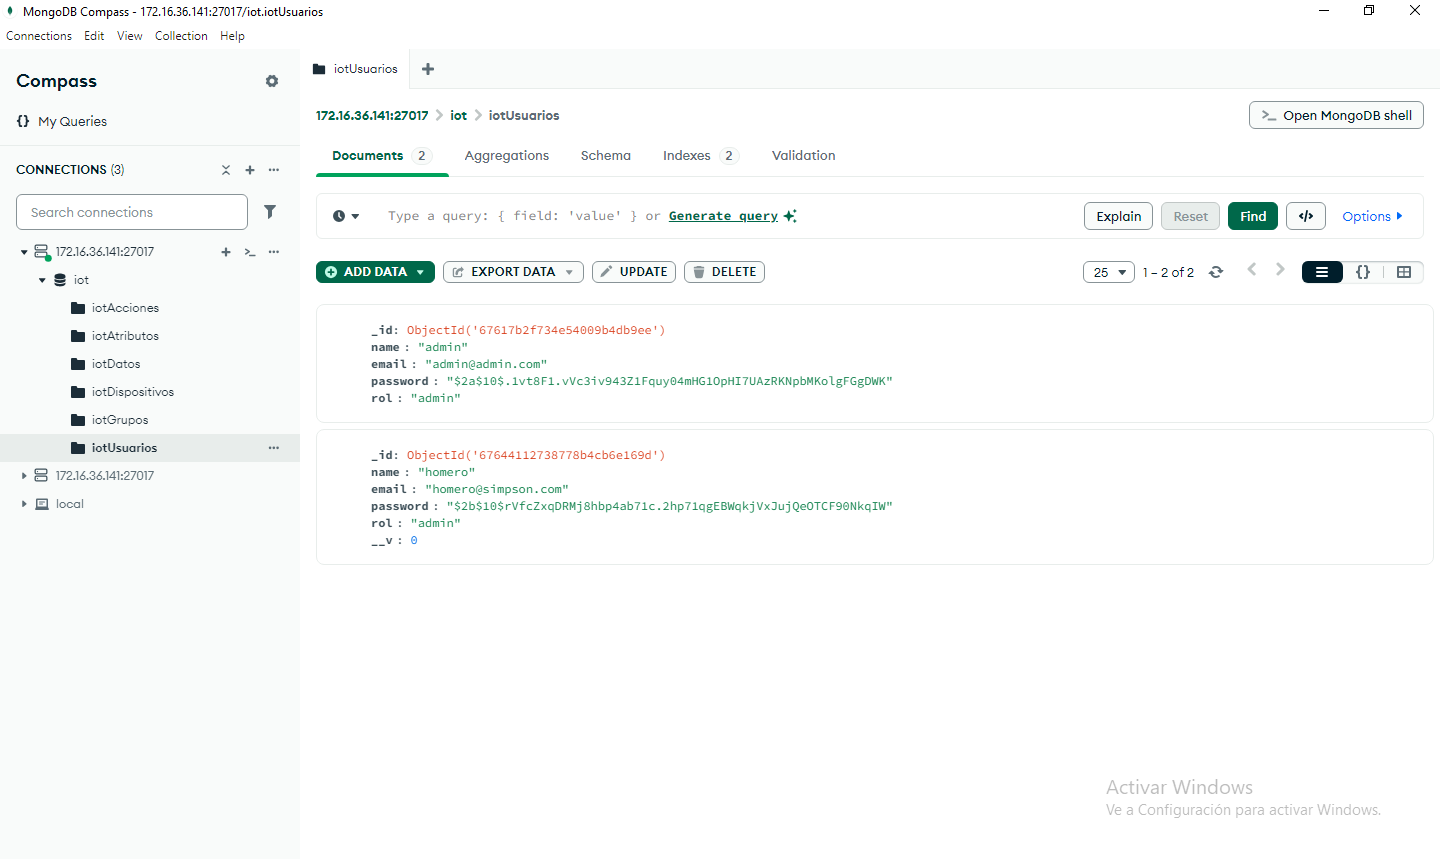 MongoDB Compass - 172.16.36.141:27017/iot.iotUsuarios
Connections Edit View Collection Help
Compass
{} My Queries
CONNECTIONS (3)
Search connections
172.16.36.141:27017
iot
iotAcciones
iotAtributos
iotDatos
iotDispositivos
iotGrupos
iotUsuarios
172.16.36.141:27017
local
iotUsuarios
172.16.36.141:27017 > iot > iotUsuarios
>_ Open MongoDB shell
Documents 2 Aggregations Schema Indexes 2 Validation
Type a query: { field: 'value' } or Generate query
Explain Reset Find </> Options
ADD DATA EXPORT DATA UPDATE DELETE
25 1 – 2 of 2 {}
_id: ObjectId('67617b2f734e54009b4db9ee')
name : "admin"
email : "admin@admin.com"
password : "$2a$10$.1vt8F1.vVc3iv943Z1Fquy04mHG1OpHI7UAzRKNpbMKolgFGgDWK"
rol : "admin"
_id: ObjectId('67644112738778b4cb6e169d')
name : "homero"
email : "homero@simpson.com"
password : "$2b$10$rVfcZxqDRMj8hbp4ab71c.2hp71qgEBWqkjVxJujQeOTCF90NkqIW"
rol : "admin"
__v : 0
Activar Windows
Ve a Configuración para activar Windows.